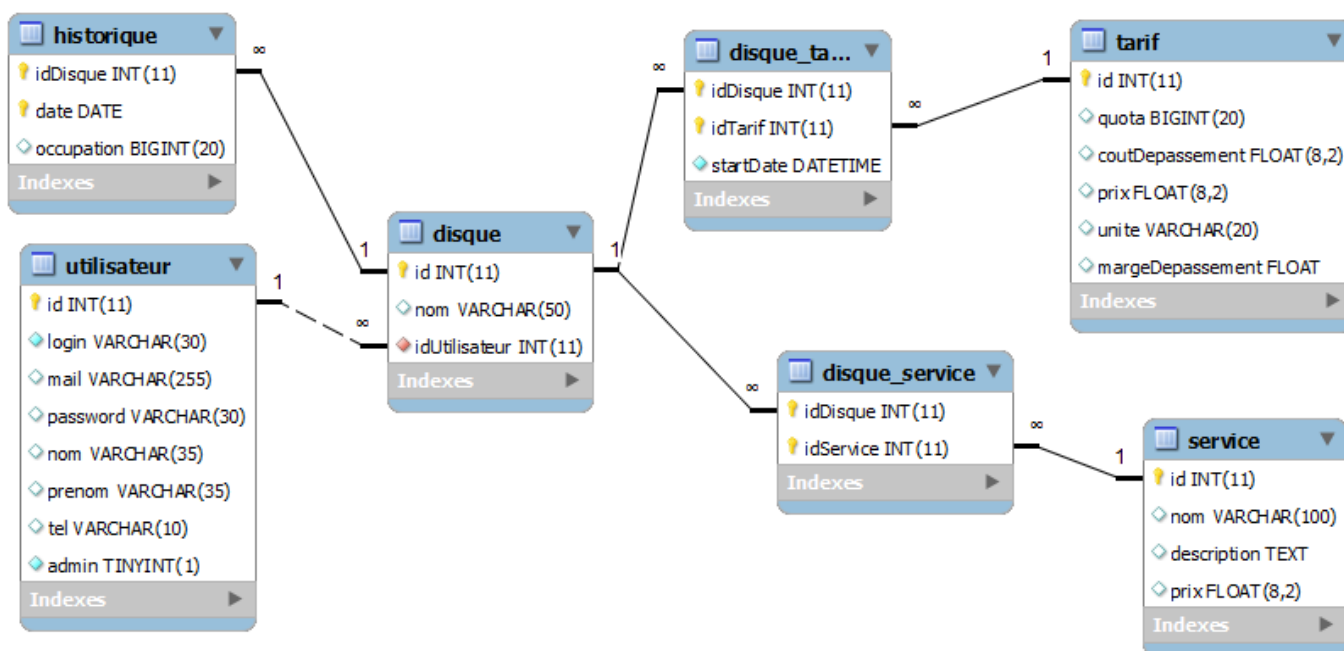 historique
idDisque INT(11)
date DATE
occupation BIGINT(20)
Indexes
∞
1
utilisateur
id INT(11)
login VARCHAR(30)
mail VARCHAR(255)
password VARCHAR(30)
nom VARCHAR(35)
prenom VARCHAR(35)
tel VARCHAR(10)
admin TINYINT(1)
Indexes
1
∞
disque
id INT(11)
nom VARCHAR(50)
idUtilisateur INT(11)
Indexes
1
∞
disque_ta...
idDisque INT(11)
idTarif INT(11)
startDate DATETIME
Indexes
∞
1
tarif
id INT(11)
quota BIGINT(20)
coutDepassement FLOAT(8,2)
prix FLOAT(8,2)
unite VARCHAR(20)
margeDepassement FLOAT
Indexes
∞
disque_service
idDisque INT(11)
idService INT(11)
Indexes
∞
1
service
id INT(11)
nom VARCHAR(100)
description TEXT
prix FLOAT(8,2)
Indexes